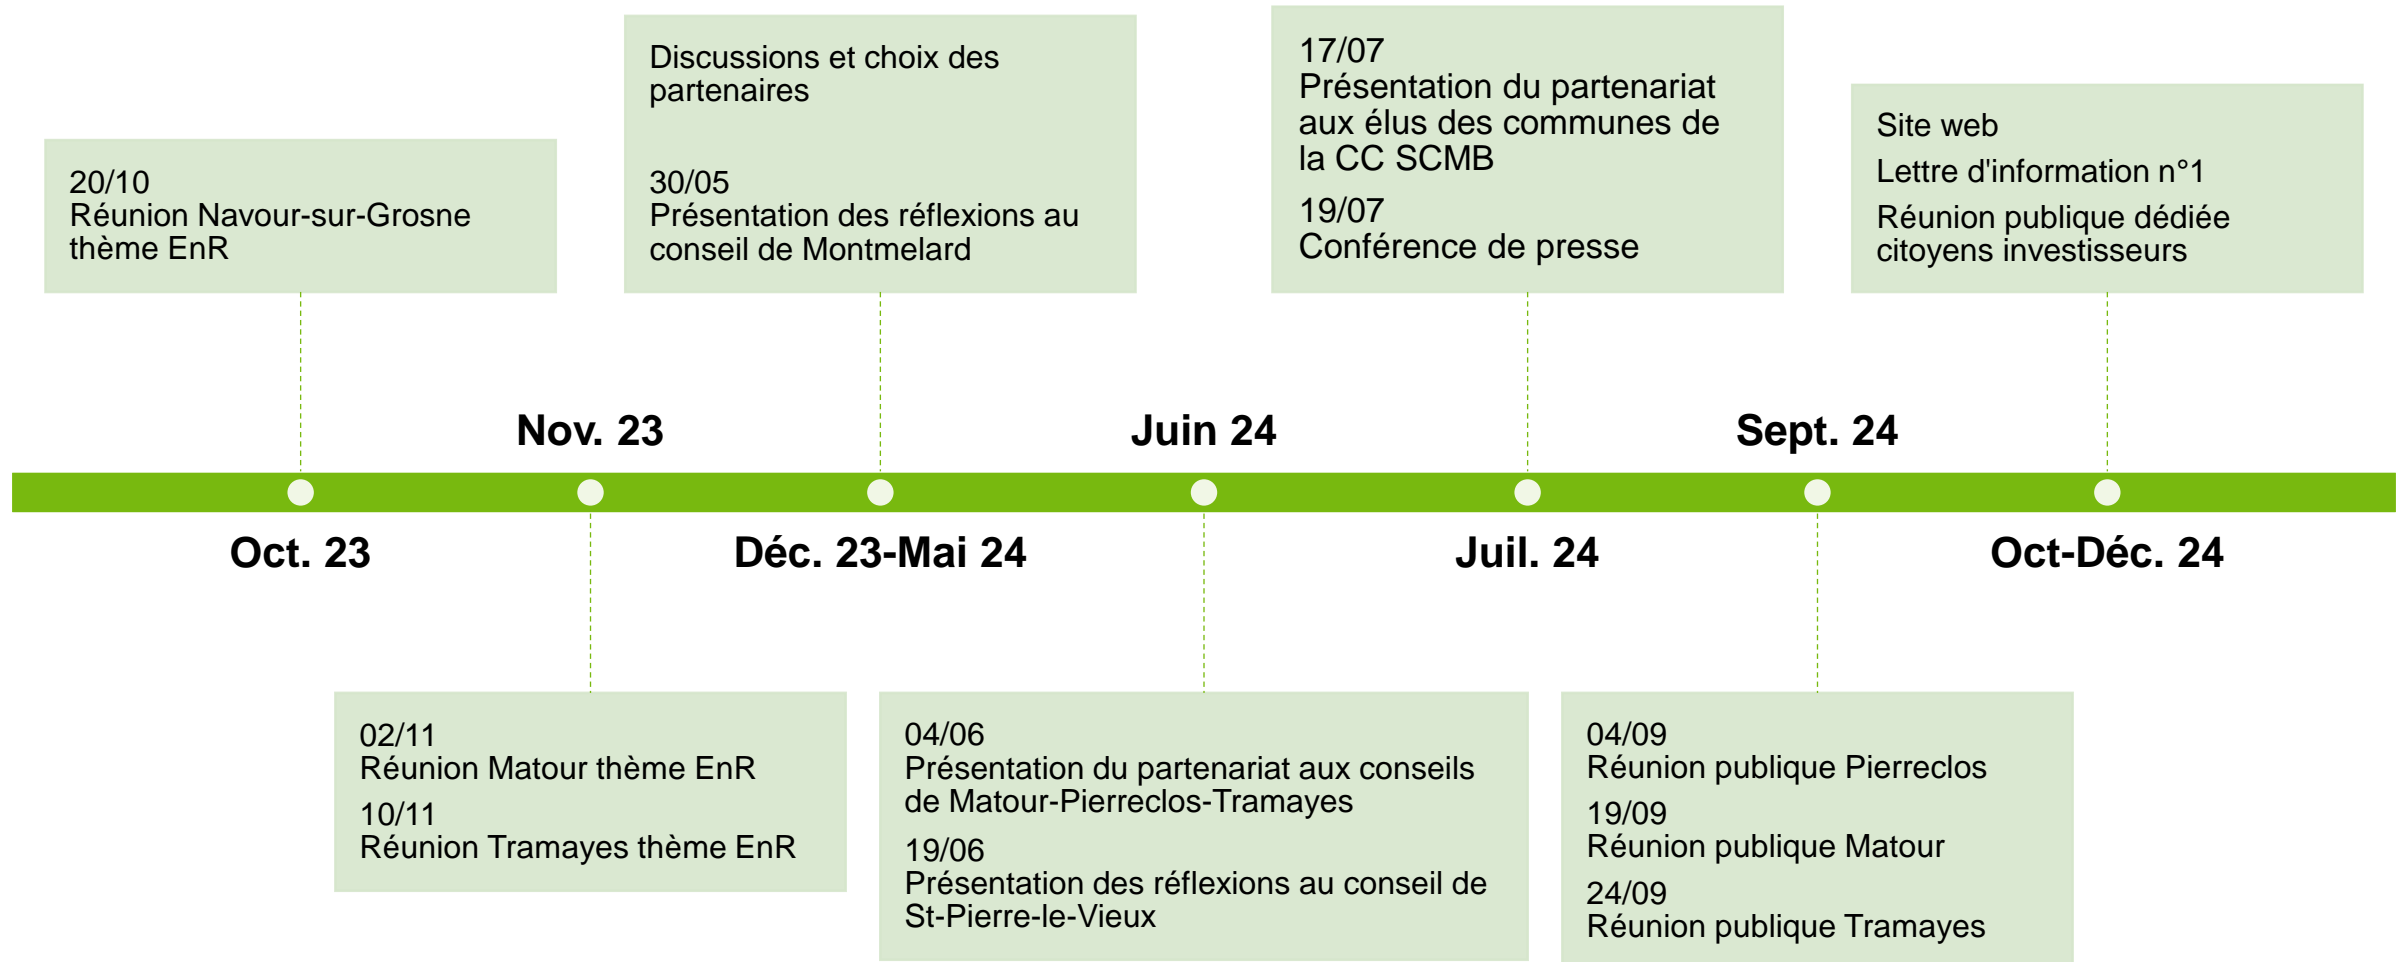 20/10
Réunion Navour-sur-Grosne
thème EnR
Discussions et choix des
partenaires
30/05
Présentation des réflexions au
conseil de Montmelard
17/07
Présentation du partenariat
aux élus des communes de
la CC SCMB
19/07
Conférence de presse
Site web
Lettre d'information n°1
Réunion publique dédiée
citoyens investisseurs
Nov. 23
Juin 24
Sept. 24
Oct. 23
Déc. 23-Mai 24
Juil. 24
Oct-Déc. 24
02/11
Réunion Matour thème EnR
10/11
Réunion Tramayes thème EnR
04/06
Présentation du partenariat aux conseils
de Matour-Pierreclos-Tramayes
19/06
Présentation des réflexions au conseil de
St-Pierre-le-Vieux
04/09
Réunion publique Pierreclos
19/09
Réunion publique Matour
24/09
Réunion publique Tramayes